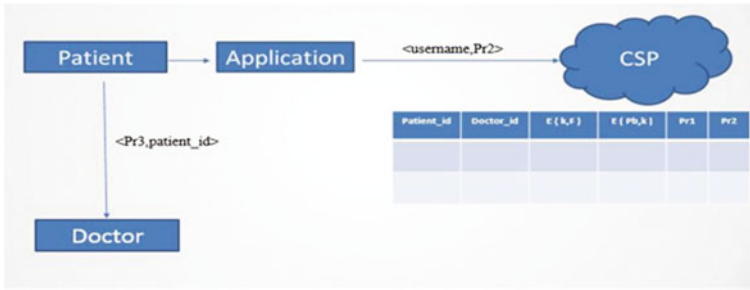 Patient
Application
<username,Pr2>
CSP
Patient_id Doctor_id E ( k,F ) E ( Pb,k ) Pr1 Pr2
<Pr3,patient_id>
Doctor